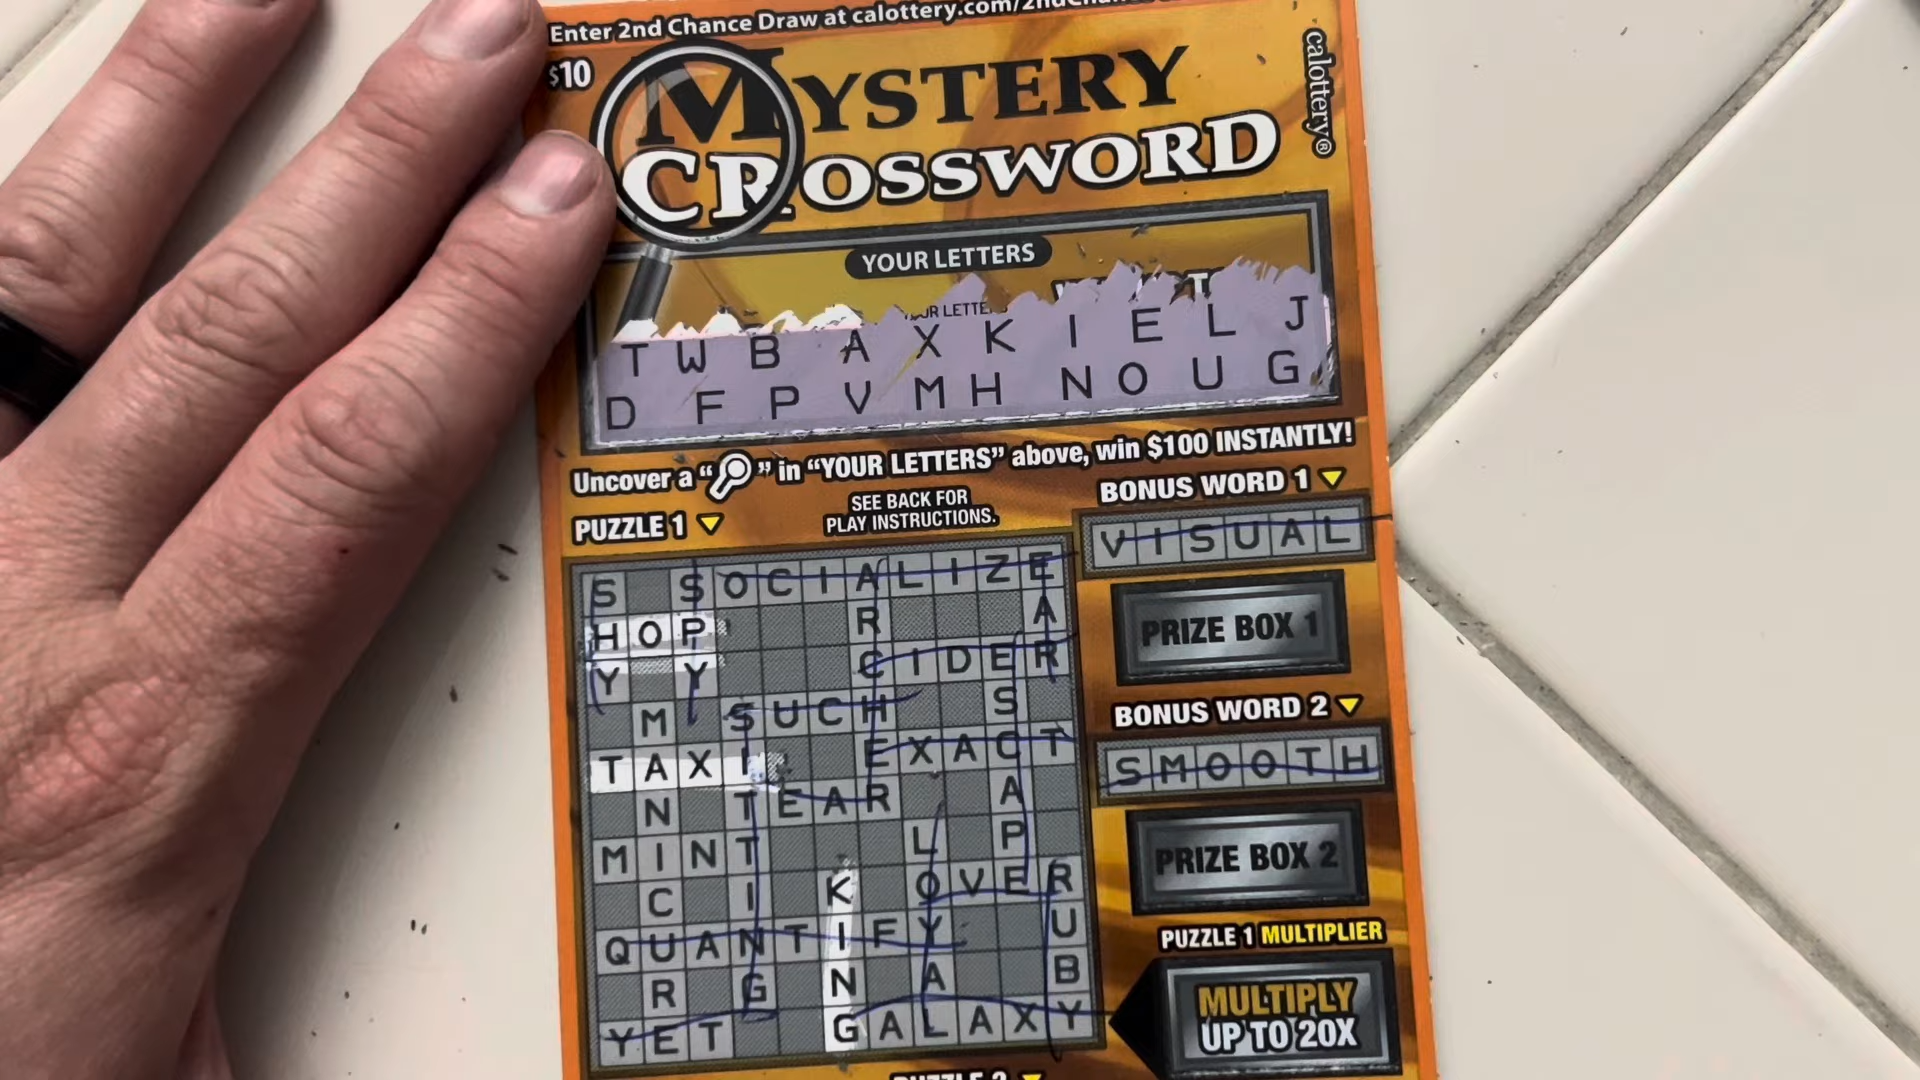 Enter 2nd Chance Draw at calottery.com/2ndChance
$10
MYSTERY
CROSSWORD
calottery®
YOUR LETTERS
T W B A X K I E L J
D F P V M H N O U G
Uncover a " " in "YOUR LETTERS" above, win $100 INSTANTLY!
SEE BACK FOR
PLAY INSTRUCTIONS.
PUZZLE 1
BONUS WORD 1
VISUAL
PRIZE BOX 1
BONUS WORD 2
SMOOTH
PRIZE BOX 2
PUZZLE 1 MULTIPLIER
MULTIPLY
UP TO 20X
S SOCIALIZE
HOP R A
Y Y CIDER
M SUCH S
TAXI EXACT
N TEAR A
MINT L P
C I K OVER
QUANTIFY U
R G N A B
YET GALAXY